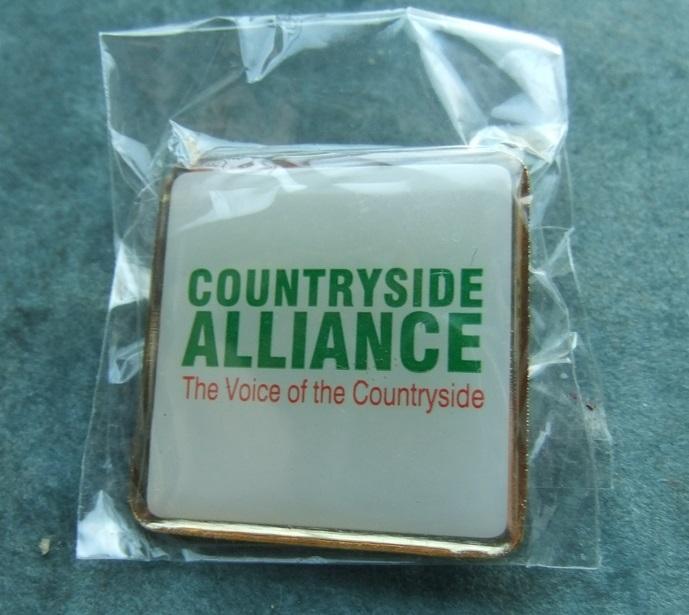 COUNTRYSIDE
ALLIANCE
The Voice of the Countryside